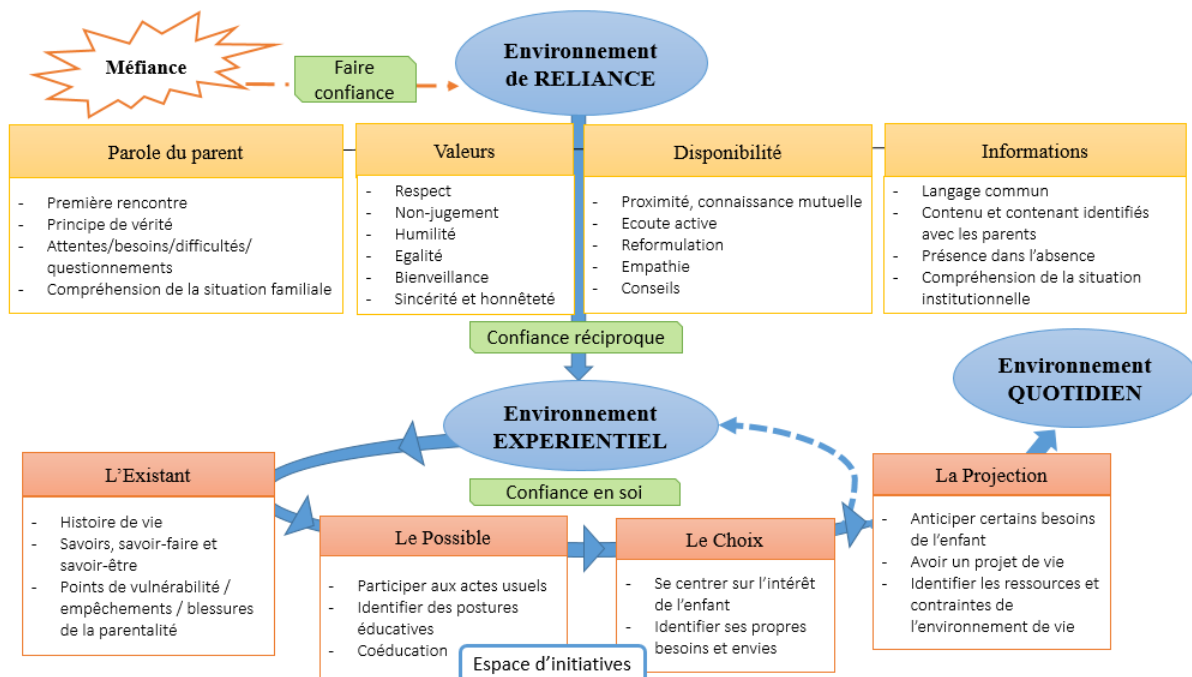 Méfiance
Faire
confiance
Environnement
de RELIANCE
Parole du parent
- Première rencontre
- Principe de vérité
- Attentes/besoins/difficultés/
questionnements
- Compréhension de la situation familiale
Valeurs
- Respect
- Non-jugement
- Humilité
- Egalité
- Bienveillance
- Sincérité et honnêteté
Disponibilité
- Proximité, connaissance mutuelle
- Ecoute active
- Reformulation
- Empathie
- Conseils
Informations
- Langage commun
- Contenu et contenant identifiés
avec les parents
- Présence dans l'absence
- Compréhension de la situation
institutionnelle
Confiance réciproque
Environnement
QUOTIDIEN
Environnement
EXPERIENTIEL
Confiance en soi
L'Existant
- Histoire de vie
- Savoirs, savoir-faire et
savoir-être
- Points de vulnérabilité /
empêchements / blessures
de la parentalité
Le Possible
- Participer aux actes usuels
- Identifier des postures
éducatives
- Coéducation
Le Choix
- Se centrer sur l'intérêt
de l'enfant
- Identifier ses propres
besoins et envies
La Projection
- Anticiper certains besoins
de l'enfant
- Avoir un projet de vie
- Identifier les ressources et
contraintes de
l'environnement de vie
Espace d'initiatives